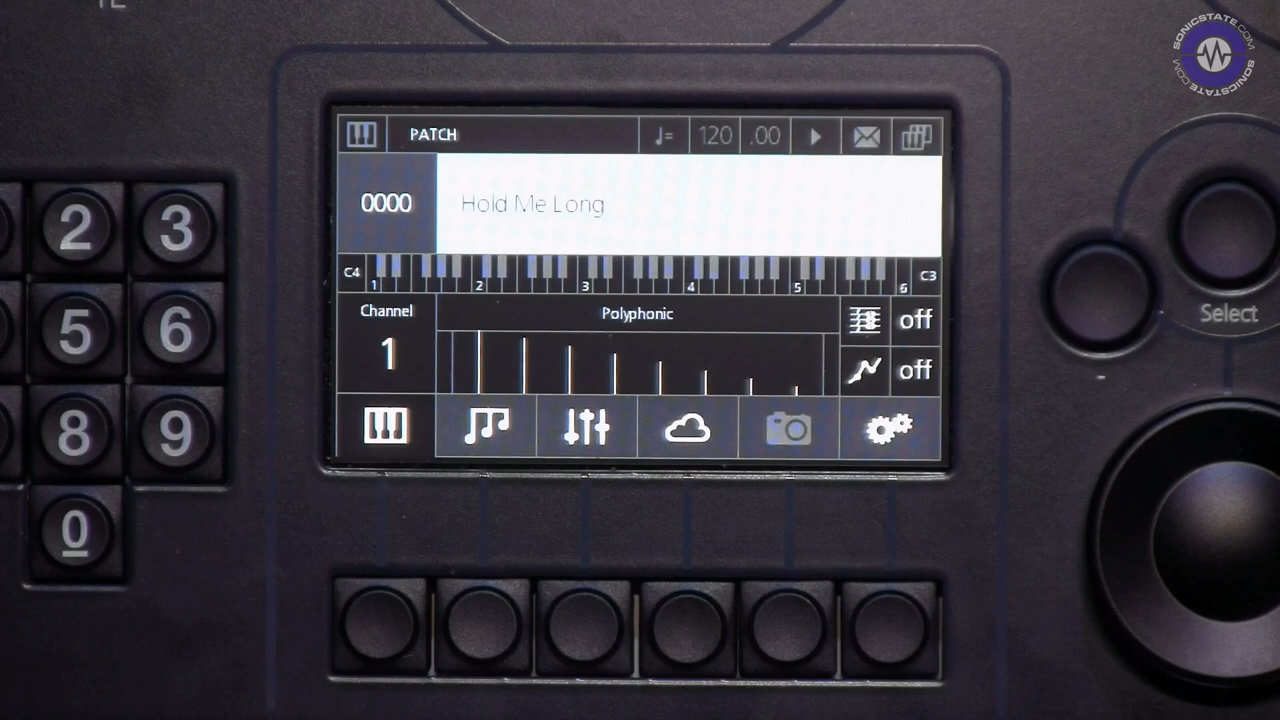 SONICSTATE.COM SONICSTATE.COM
PATCH
= 120 .00
0000 Hold Me Long
C4 1 2 3 4 5 6 C3
Channel Polyphonic off
1
off
2 3
5 6
8 9
0
Select